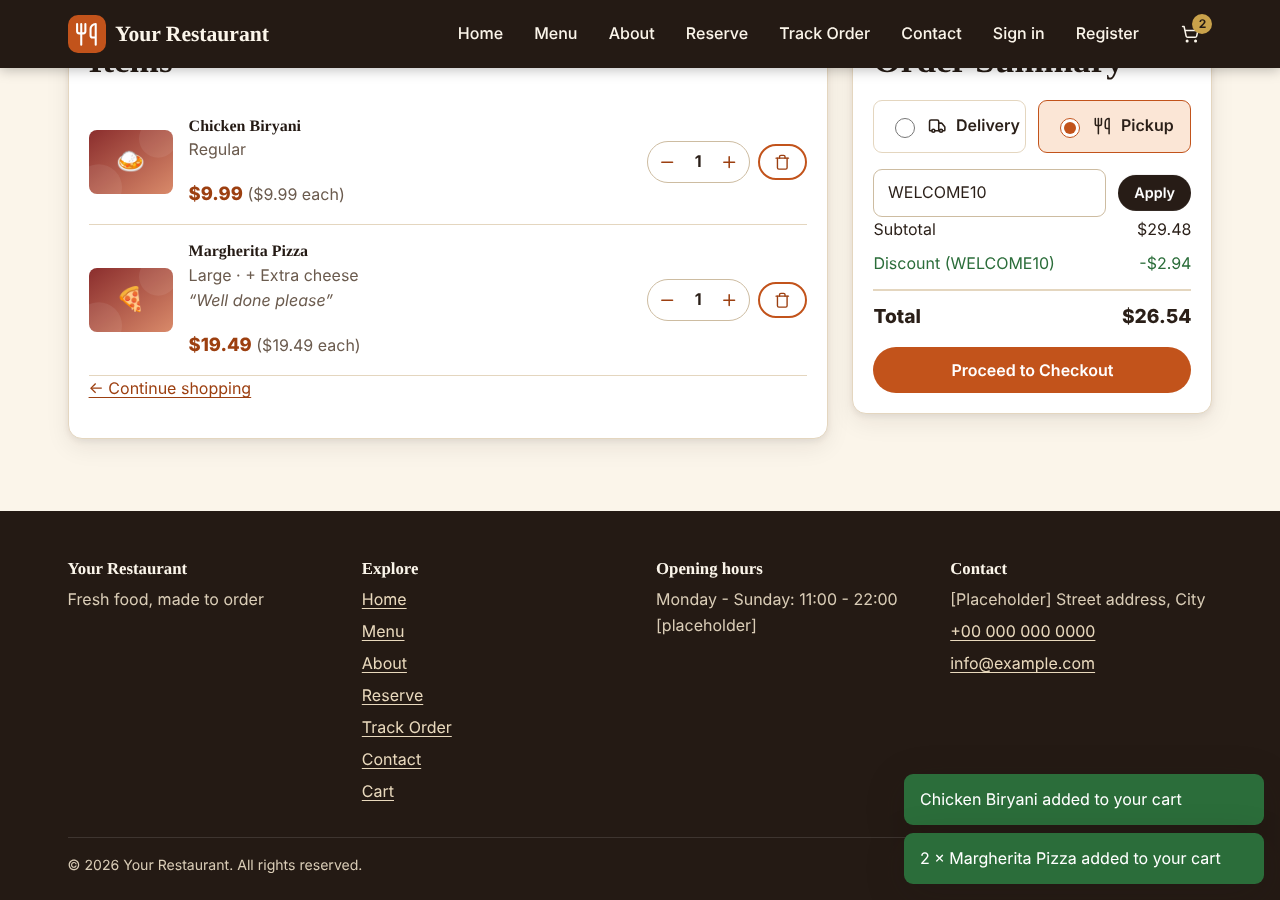 Your Restaurant
Home Menu About Reserve Track Order Contact Sign in Register 2
Items
Chicken Biryani
Regular
$9.99 ($9.99 each)
− 1 +
Margherita Pizza
Large · + Extra cheese
“Well done please”
$19.49 ($19.49 each)
− 1 +
← Continue shopping
Order Summary
Delivery
Pickup
WELCOME10
Apply
Subtotal $29.48
Discount (WELCOME10) -$2.94
Total $26.54
Proceed to Checkout
Your Restaurant
Fresh food, made to order
Explore
Home
Menu
About
Reserve
Track Order
Contact
Cart
Opening hours
Monday - Sunday: 11:00 - 22:00
[placeholder]
Contact
[Placeholder] Street address, City
+00 000 000 0000
info@example.com
© 2026 Your Restaurant. All rights reserved.
Chicken Biryani added to your cart
2 × Margherita Pizza added to your cart